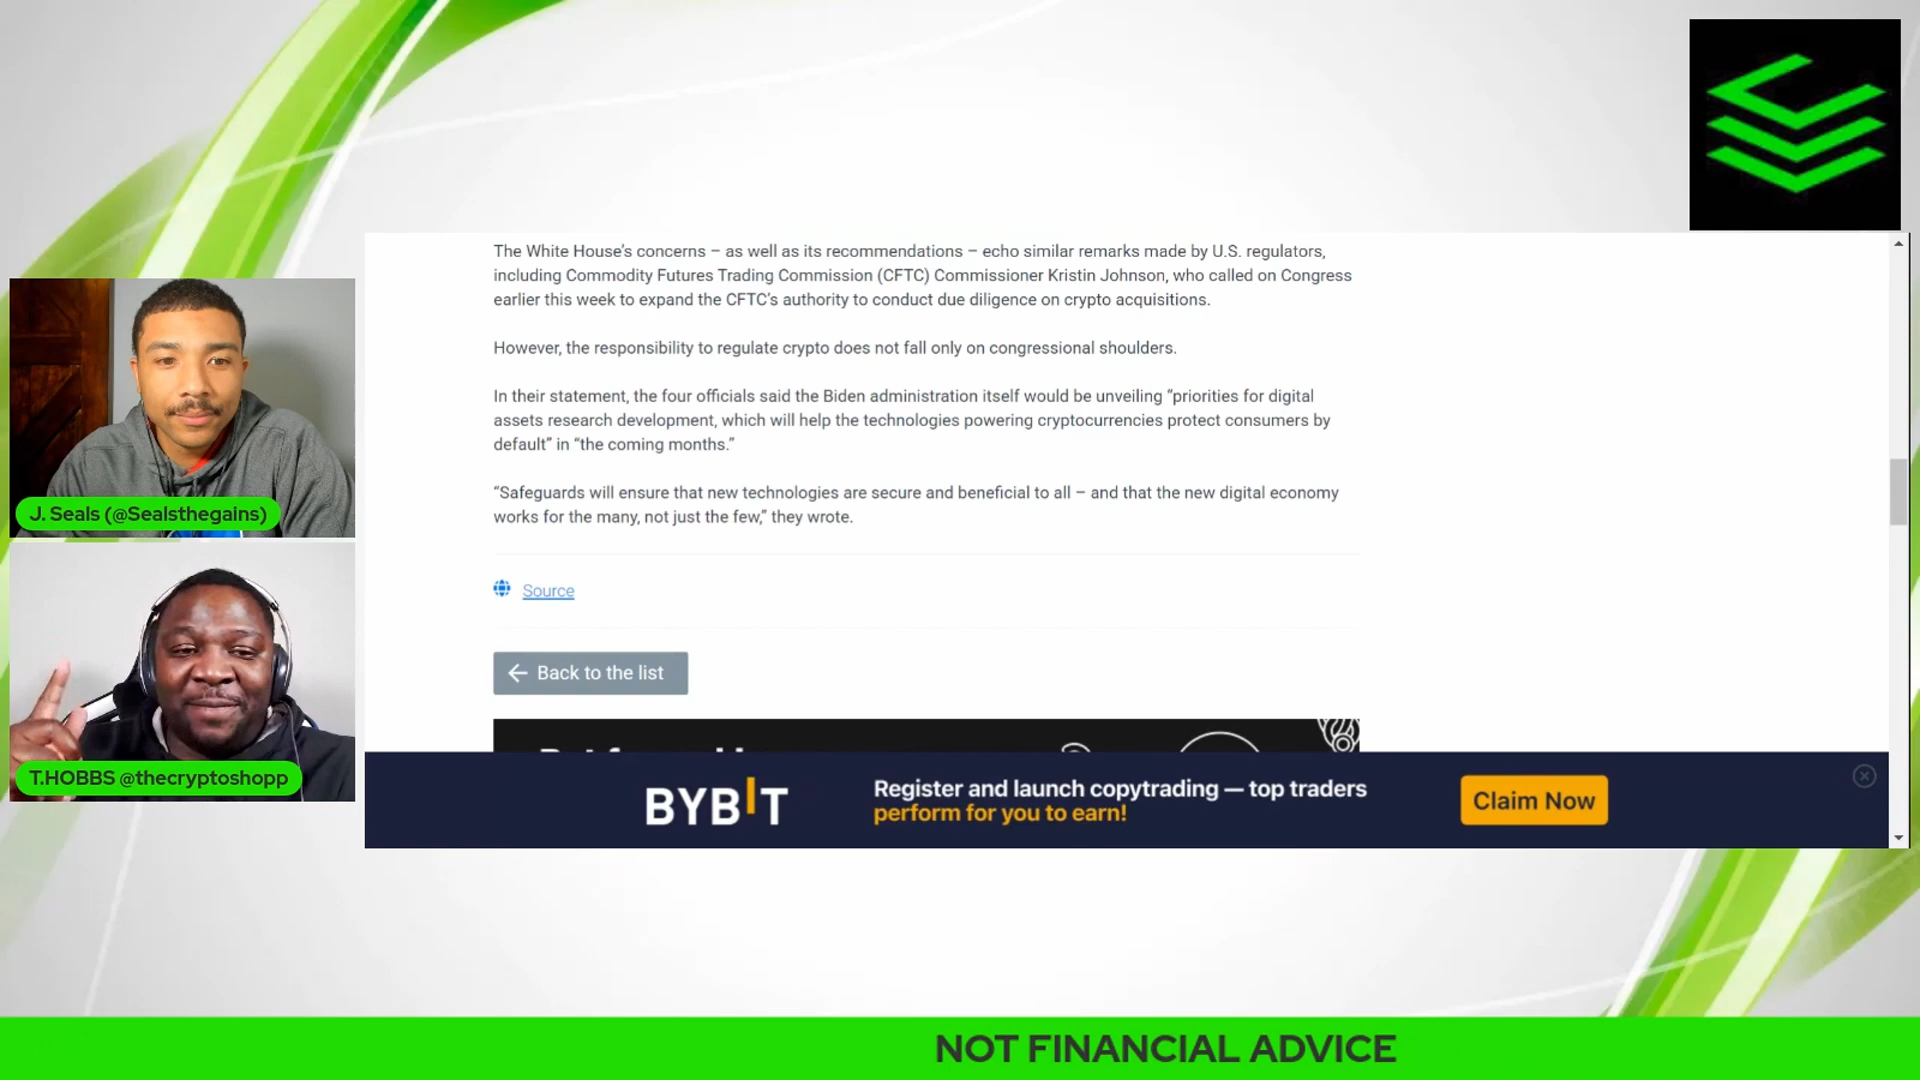 The White House’s concerns – as well as its recommendations – echo similar remarks made by U.S. regulators,
including Commodity Futures Trading Commission (CFTC) Commissioner Kristin Johnson, who called on Congress
earlier this week to expand the CFTC’s authority to conduct due diligence on crypto acquisitions.
However, the responsibility to regulate crypto does not fall only on congressional shoulders.
In their statement, the four officials said the Biden administration itself would be unveiling “priorities for digital
assets research development, which will help the technologies powering cryptocurrencies protect consumers by
default” in “the coming months.”
“Safeguards will ensure that new technologies are secure and beneficial to all – and that the new digital economy
works for the many, not just the few,” they wrote.
Source
Back to the list
BYBIT
Register and launch copytrading — top traders
perform for you to earn!
Claim Now
J. Seals (@Sealsthegains)
T.HOBBS @thecryptoshopp
NOT FINANCIAL ADVICE